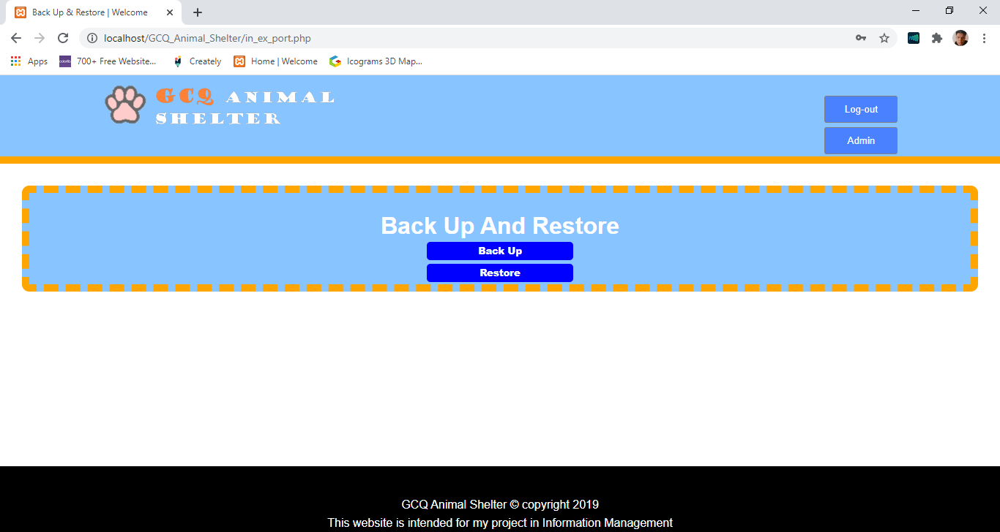 Back Up & Restore | Welcome
localhost/GCQ_Animal_Shelter/in_ex_port.php
Apps
700+ Free Website...
Creately
Home | Welcome
Icograms 3D Map...
GCQ ANIMAL
SHELTER
Log-out
Admin
Back Up And Restore
Back Up
Restore
GCQ Animal Shelter © copyright 2019
This website is intended for my project in Information Management